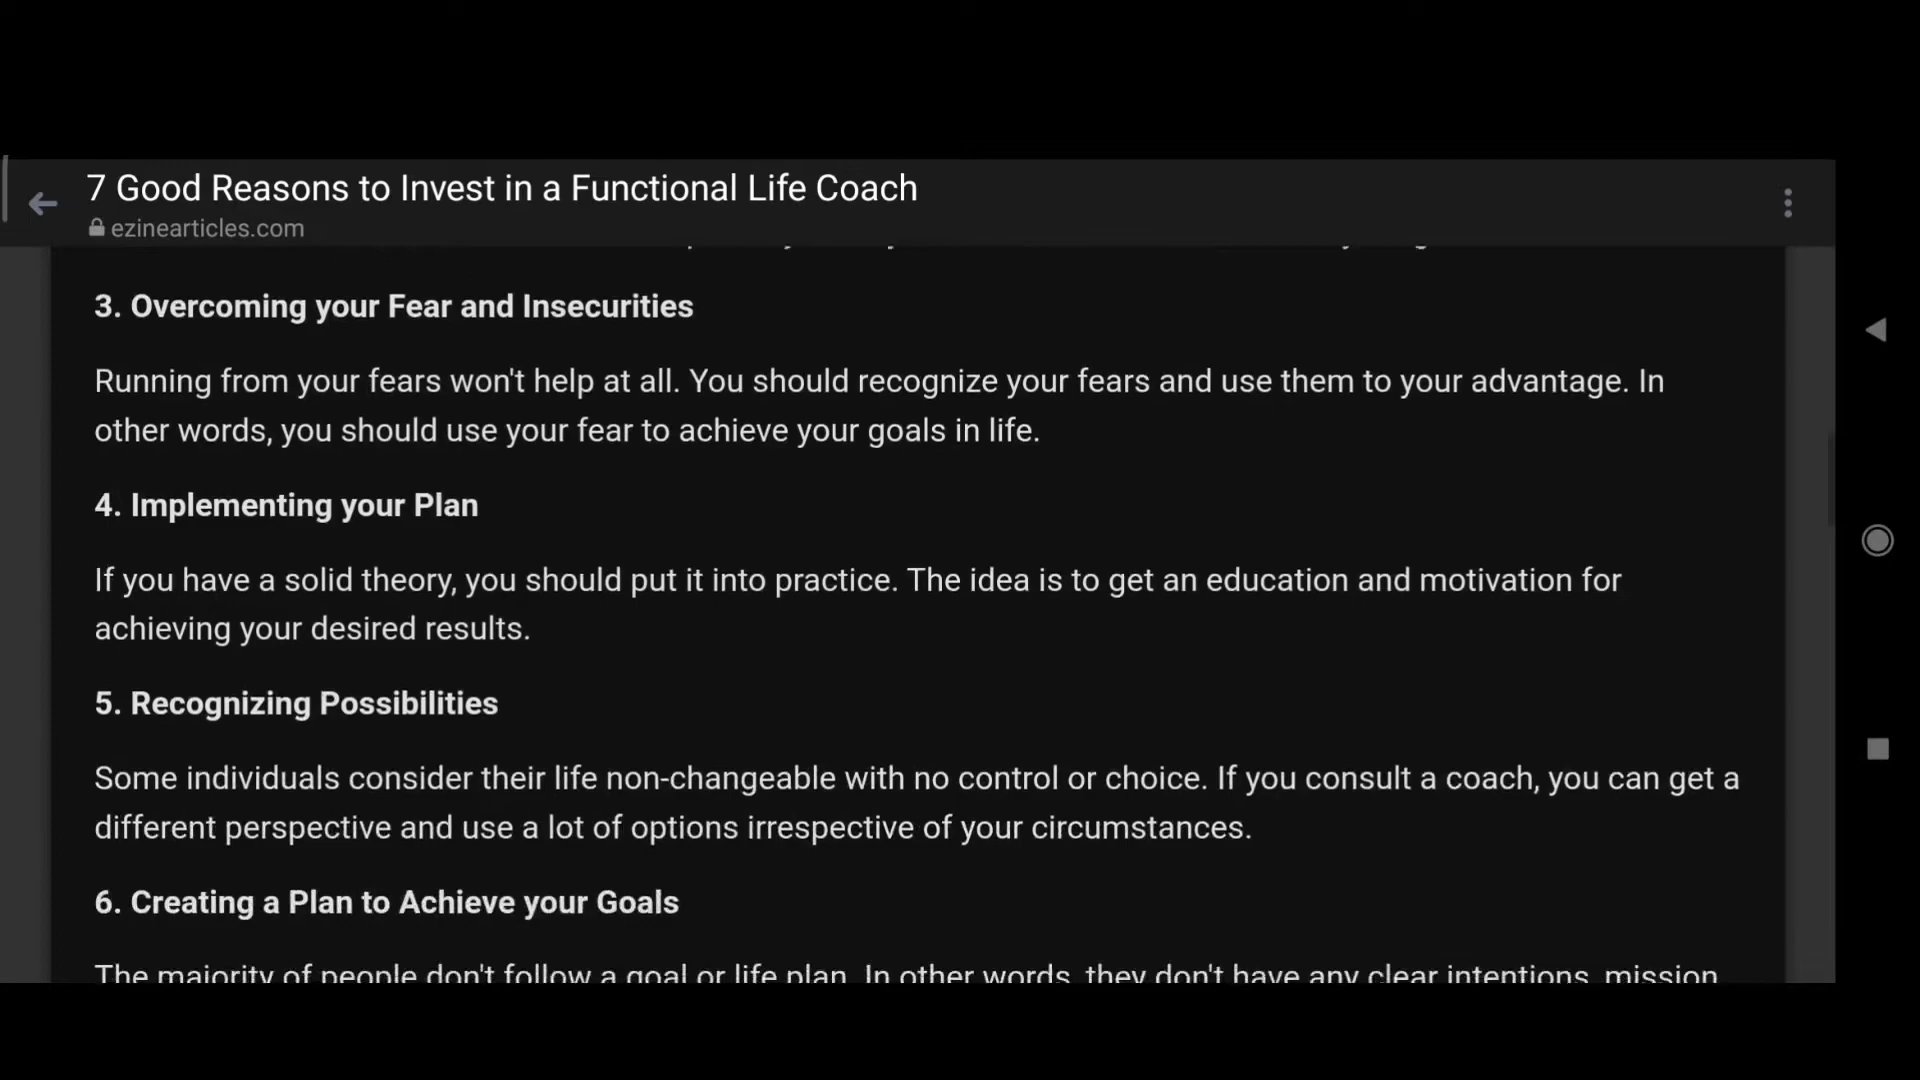 7 Good Reasons to Invest in a Functional Life Coach
ezinearticles.com
3. Overcoming your Fear and Insecurities
Running from your fears won't help at all. You should recognize your fears and use them to your advantage. In
other words, you should use your fear to achieve your goals in life.
4. Implementing your Plan
If you have a solid theory, you should put it into practice. The idea is to get an education and motivation for
achieving your desired results.
5. Recognizing Possibilities
Some individuals consider their life non-changeable with no control or choice. If you consult a coach, you can get a
different perspective and use a lot of options irrespective of your circumstances.
6. Creating a Plan to Achieve your Goals
The majority of people don't follow a goal or life plan. In other words, they don't have any clear intentions, mission